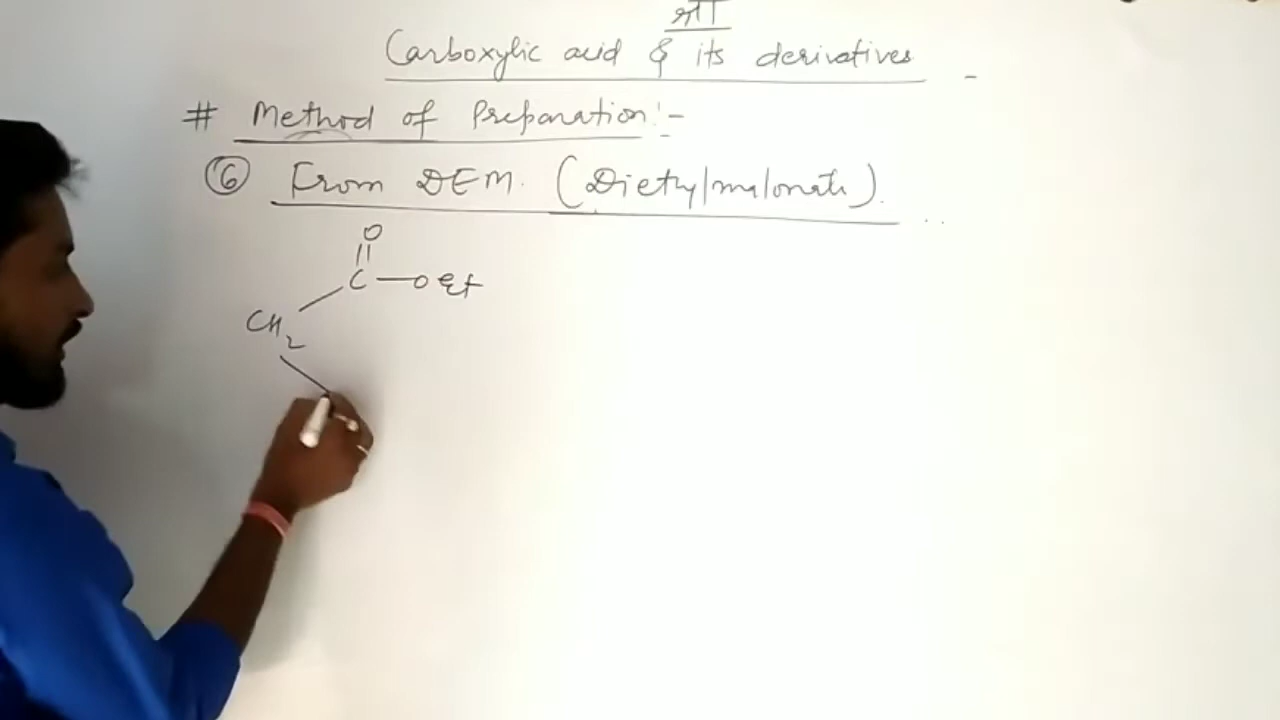 श्री
Carboxylic acid & its derivatives
# Method of Preparation:-
⑥ From DEM. (Diethylmalonate).
O
||
C — OEt
CH2